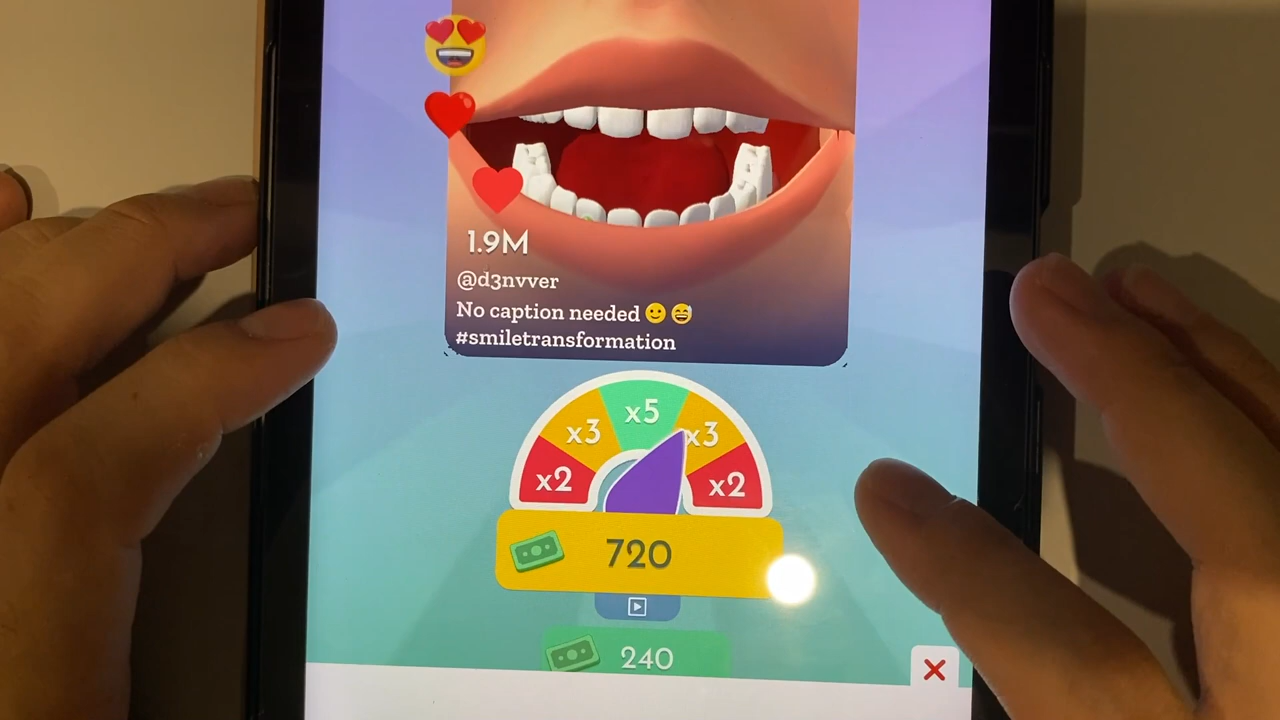 1.9M
@d3nvver
No caption needed 🙂 😅
#smiletransformation
x5
x3 x3
x2 x2
720
240